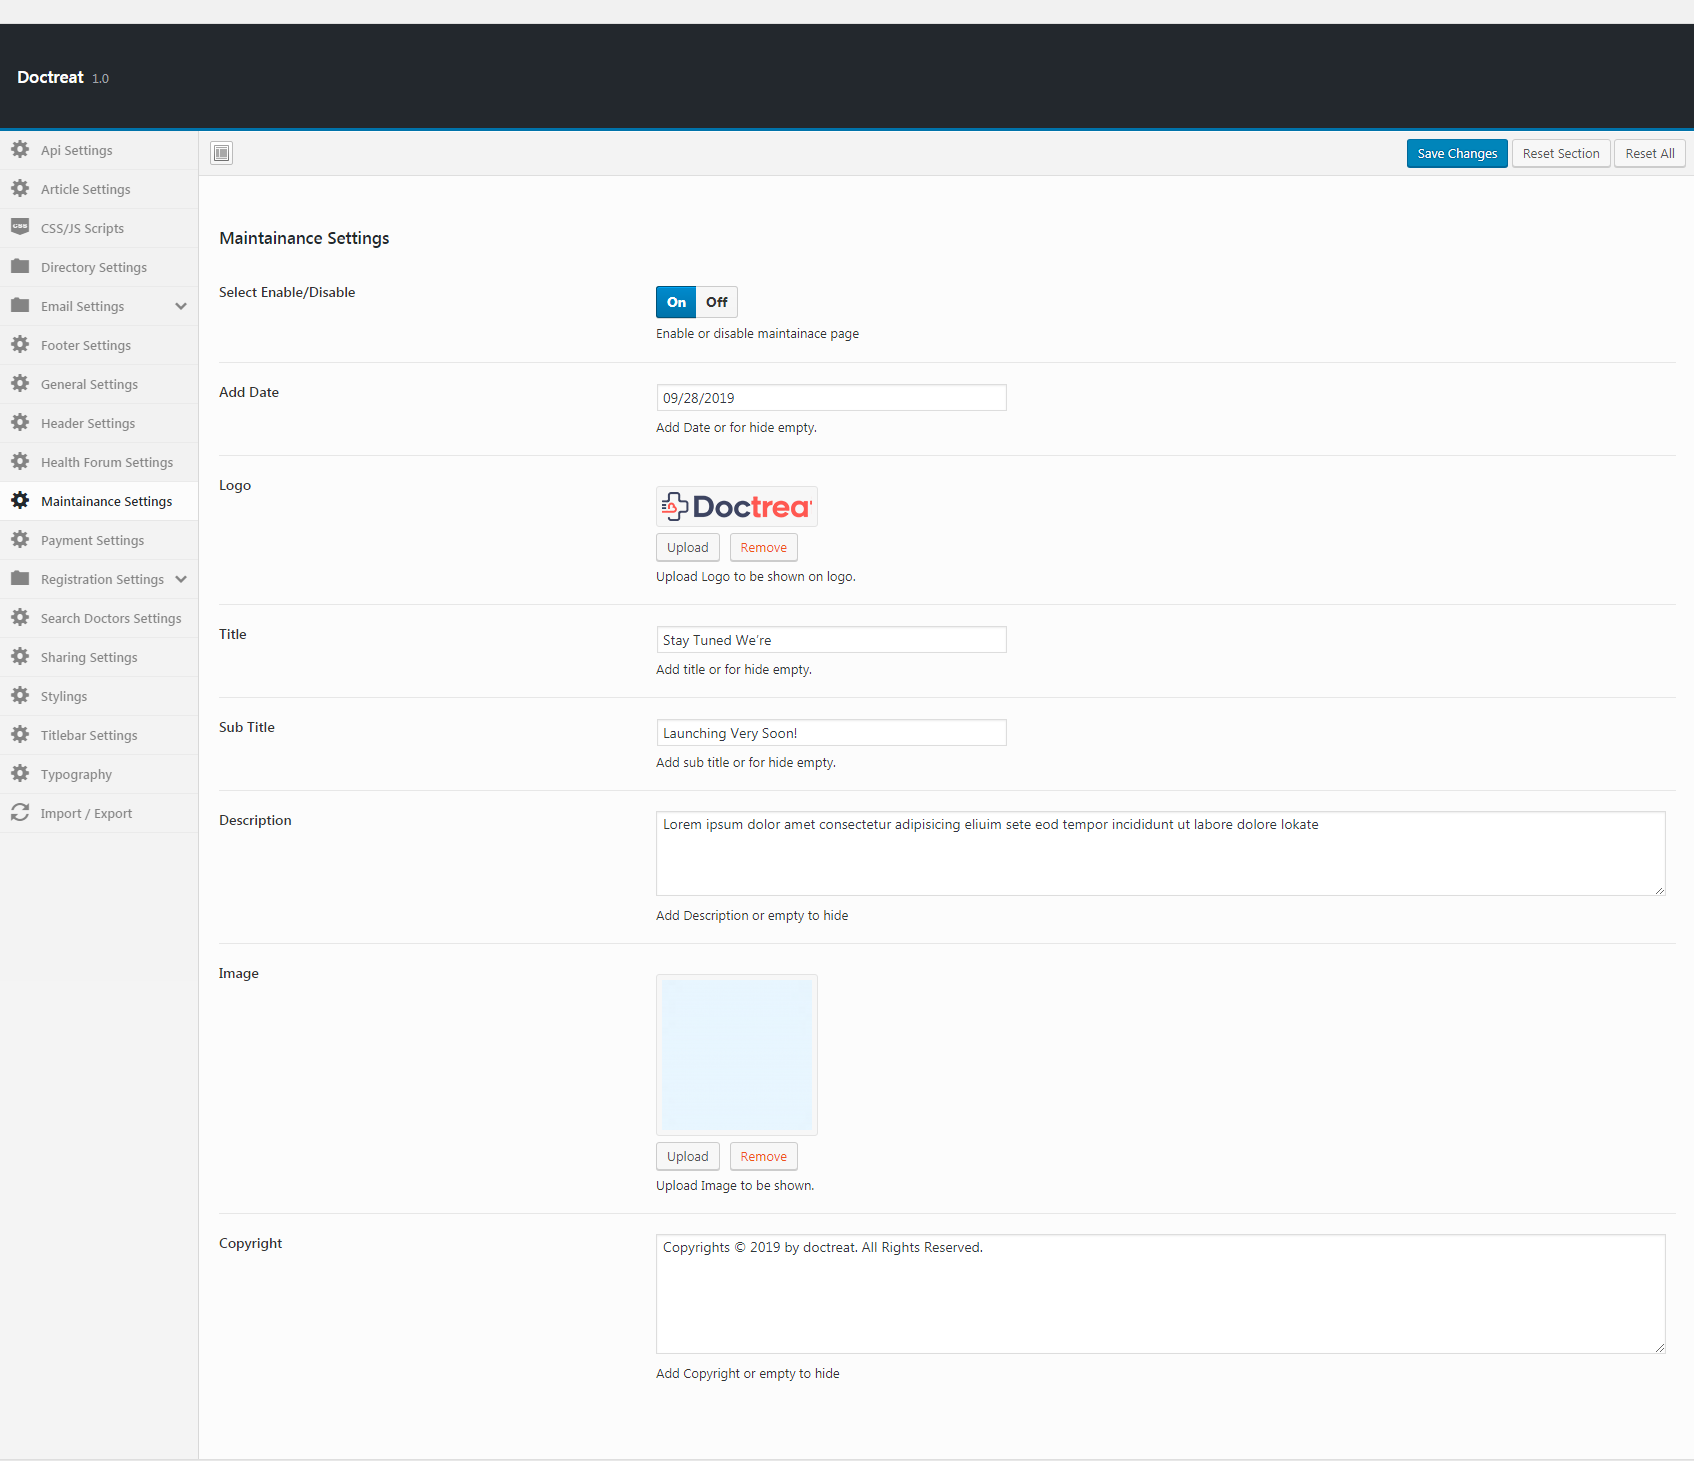 Doctreat 1.0
Api Settings
Article Settings
CSS/JS Scripts
Directory Settings
Email Settings
Footer Settings
General Settings
Header Settings
Health Forum Settings
Maintainance Settings
Payment Settings
Registration Settings
Search Doctors Settings
Sharing Settings
Stylings
Titlebar Settings
Typography
Import / Export
Save Changes Reset Section Reset All
Maintainance Settings
Select Enable/Disable
On Off
Enable or disable maintainace page
Add Date
09/28/2019
Add Date or for hide empty.
Logo
Doctrea
Upload Remove
Upload Logo to be shown on logo.
Title
Stay Tuned We're
Add title or for hide empty.
Sub Title
Launching Very Soon!
Add sub title or for hide empty.
Description
Lorem ipsum dolor amet consectetur adipisicing eliuim sete eod tempor incididunt ut labore dolore lokate
Add Description or empty to hide
Image
Upload Remove
Upload Image to be shown.
Copyright
Copyrights © 2019 by doctreat. All Rights Reserved.
Add Copyright or empty to hide